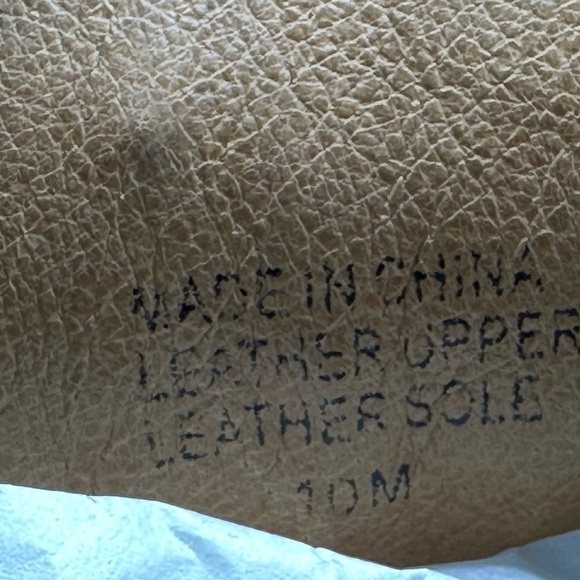 MADE IN CHINA
LEATHER UPPER
LEATHER SOLE
10M